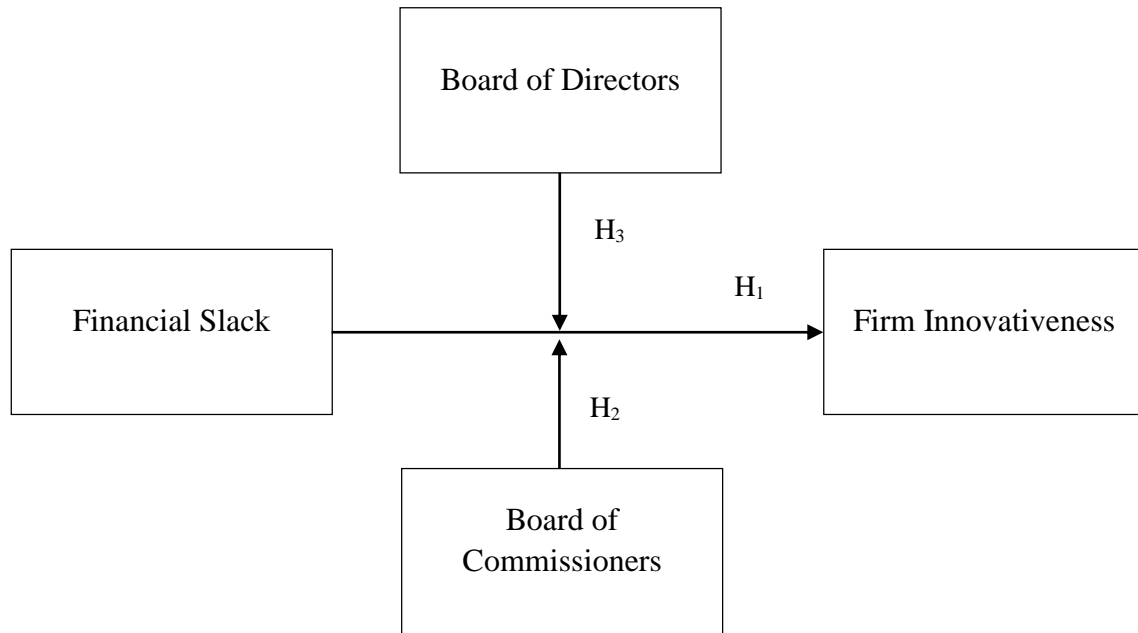 Board of Directors
H₃
H₁
Financial Slack
Firm Innovativeness
H₂
Board of
Commissioners